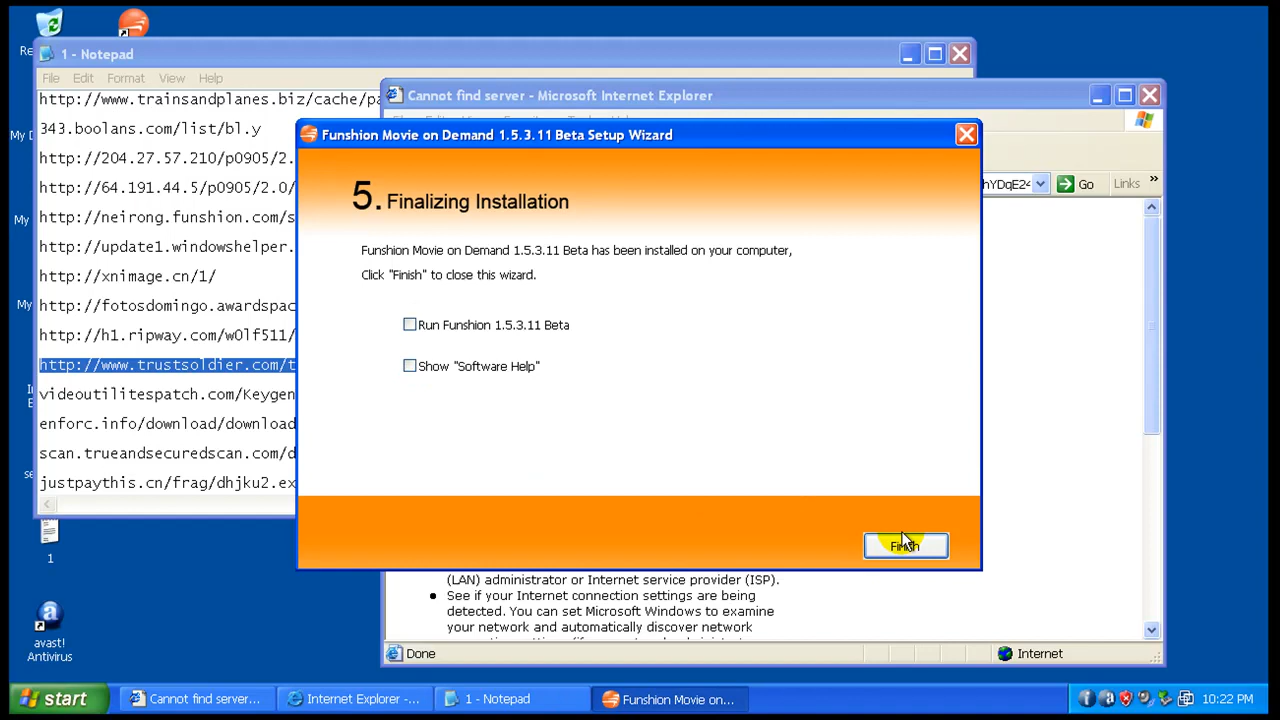 Re
1 - Notepad
File Edit Format View Help
http://www.trainsandplanes.biz/cache/pa
343.boolans.com/list/bl.y
http://204.27.57.210/p0905/2.
http://64.191.44.5/p0905/2.0/
http://neirong.funshion.com/s
http://update1.windowshelper.
http://xnimage.cn/1/
http://fotosdomingo.awardspac
http://h1.ripway.com/w0lf511/
http://www.trustsoldier.com/t
videoutilitespatch.com/Keygen
enforc.info/download/download
scan.trueandsecuredscan.com/d
justpaythis.cn/frag/dhjku2.ex
My D
My
My
In
E
se
1
avast!
Antivirus
Cannot find server - Microsoft Internet Explorer
hYDqE24 Go Links »
Funshion Movie on Demand 1.5.3.11 Beta Setup Wizard
5. Finalizing Installation
Funshion Movie on Demand 1.5.3.11 Beta has been installed on your computer,
Click "Finish" to close this wizard.
Run Funshion 1.5.3.11 Beta
Show "Software Help"
Finish
(LAN) administrator or Internet service provider (ISP).
● See if your Internet connection settings are being
detected. You can set Microsoft Windows to examine
your network and automatically discover network
Done Internet
start Cannot find server... Internet Explorer -... 1 - Notepad Funshion Movie on... 10:22 PM